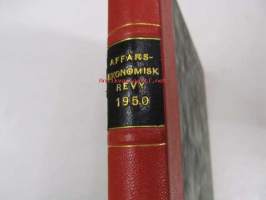 AFFÄRS-
EKONOMISK
REVY
1950